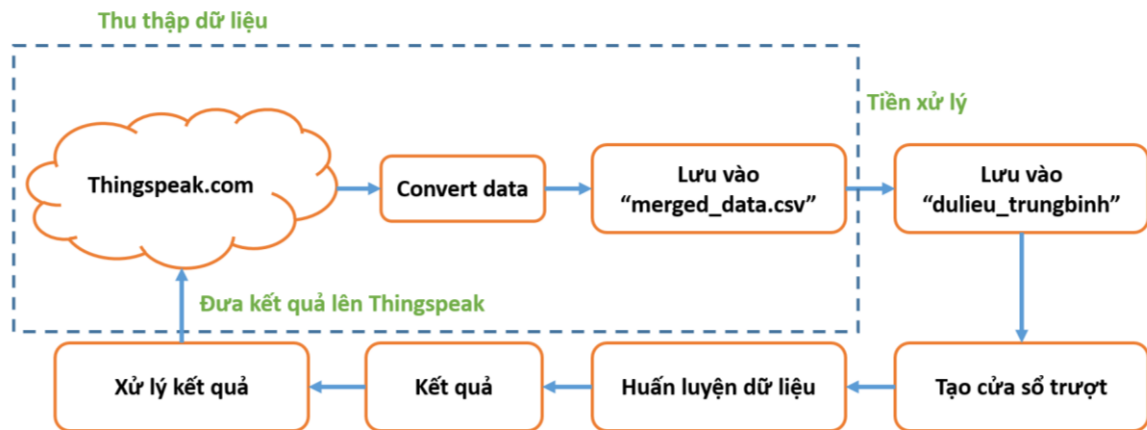 Thu thập dữ liệu
Tiền xử lý
Thingspeak.com
Convert data
Lưu vào
“merged_data.csv”
Lưu vào
“dulieu_trungbinh”
Đưa kết quả lên Thingspeak
Xử lý kết quả
Kết quả
Huấn luyện dữ liệu
Tạo cửa sổ trượt